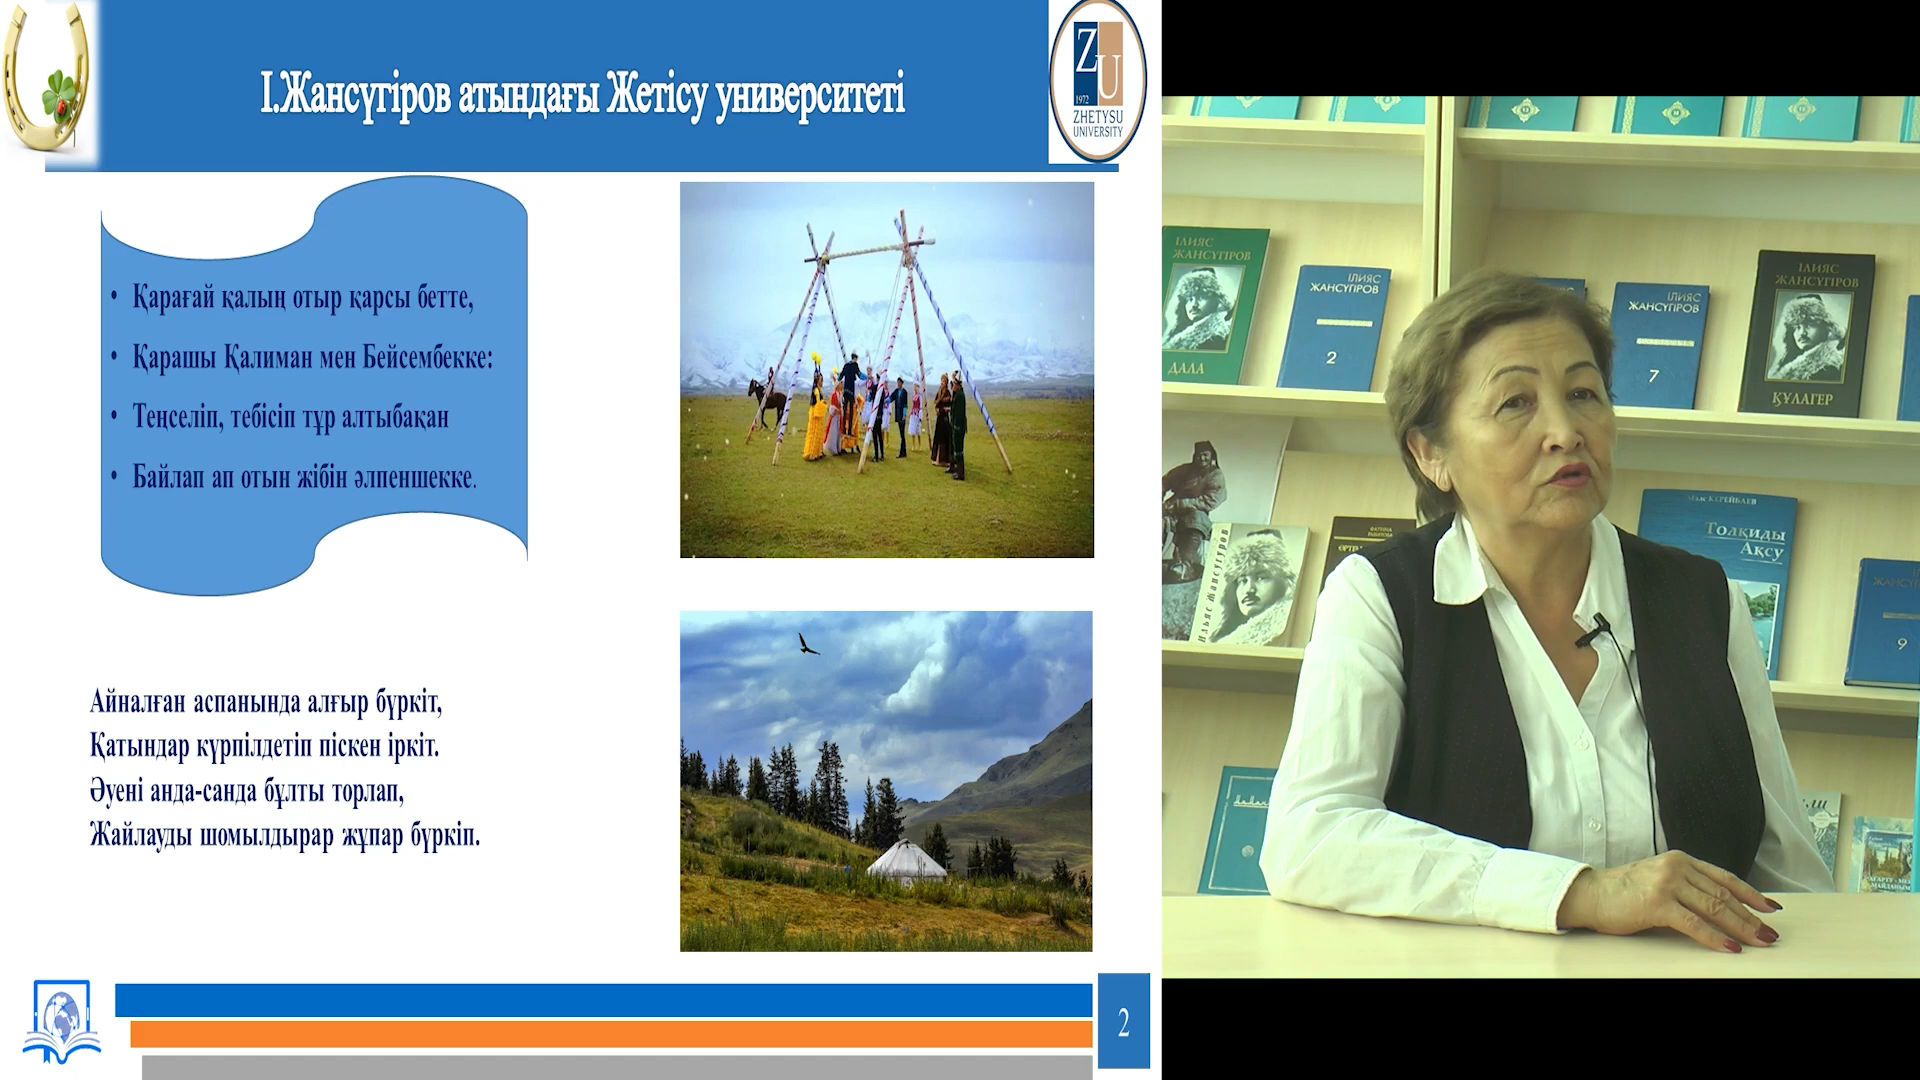 І.Жансүгіров атындағы Жетісу университеті
ZU
1972
ZHETYSU
UNIVERSITY
• Қарағай қалың отыр қарсы бетте,
• Қарашы Қалиман мен Бейсембекке:
• Теңселіп, тебісіп тұр алтыбақан
• Байлап ап отын жібін әлпеншекке.
Айналған аспанында алғыр бүркіт,
Қатындар күрпілдетіп піскен іркіт.
Әуені анда-санда бұлты торлап,
Жайлауды шомылдырар жұпар бүркіп.
2
ІЛИЯС
ЖАНСҮГІРОВ
ДАЛА
ІЛИЯС
ЖАНСҮГІРОВ
2
ІЛИЯС
ЖАНСҮГІРОВ
7
ІЛИЯС
ЖАНСҮГІРОВ
ҚҰЛАГЕР
Ильяс Жансугуров
Толқиды
Ақсу
9